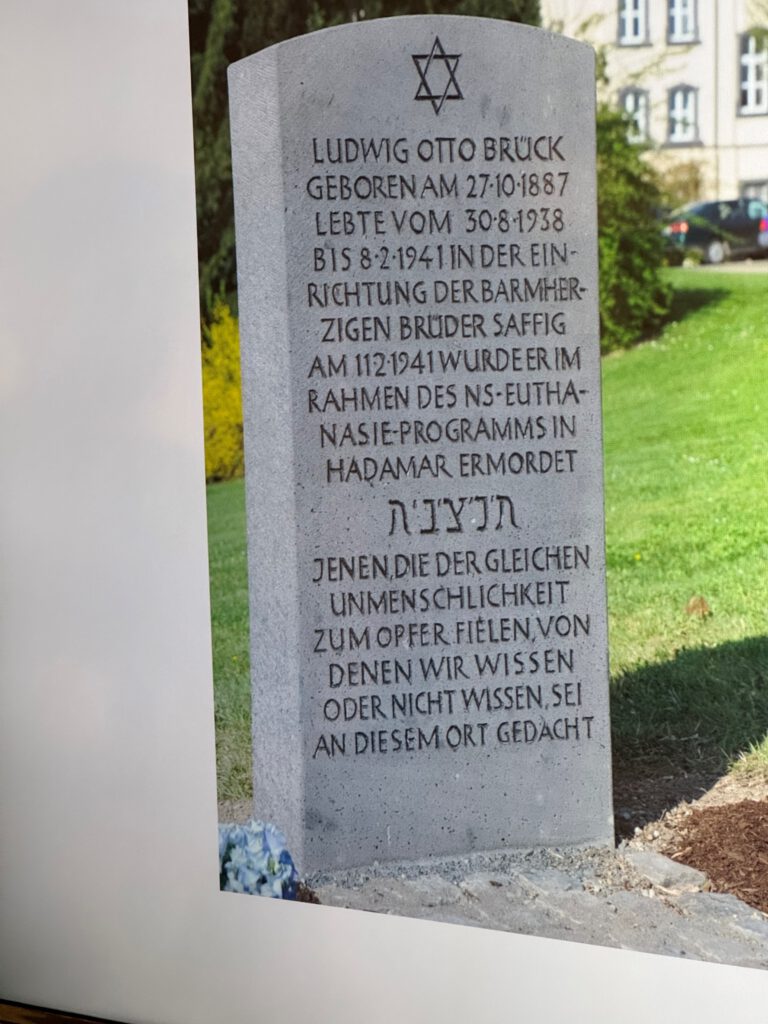 LUDWIG OTTO BRÜCK
GEBOREN AM 27·10·1887
LEBTE VOM 30·8·1938
BIS 8·2·1941 IN DER EIN-
RICHTUNG DER BARMHER-
ZIGEN BRÜDER SAFFIG
AM 11·2·1941 WURDE ER IM
RAHMEN DES NS-EUTHA-
NASIE-PROGRAMMS IN
HADAMAR ERMORDET
ת'נ'צ'ב'ה
JENEN, DIE DER GLEICHEN
UNMENSCHLICHKEIT
ZUM OPFER FIELEN, VON
DENEN WIR WISSEN
ODER NICHT WISSEN, SEI
AN DIESEM ORT GEDACHT